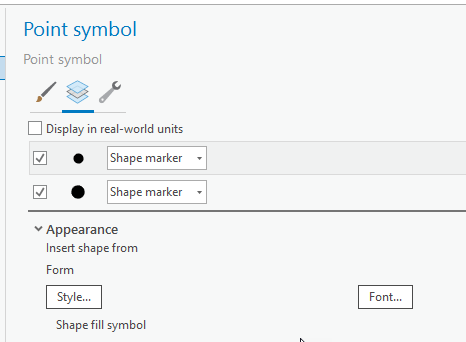 Point symbol
Point symbol
Display in real-world units
Shape marker
Shape marker
Appearance
Insert shape from
Form
Style... Font...
Shape fill symbol